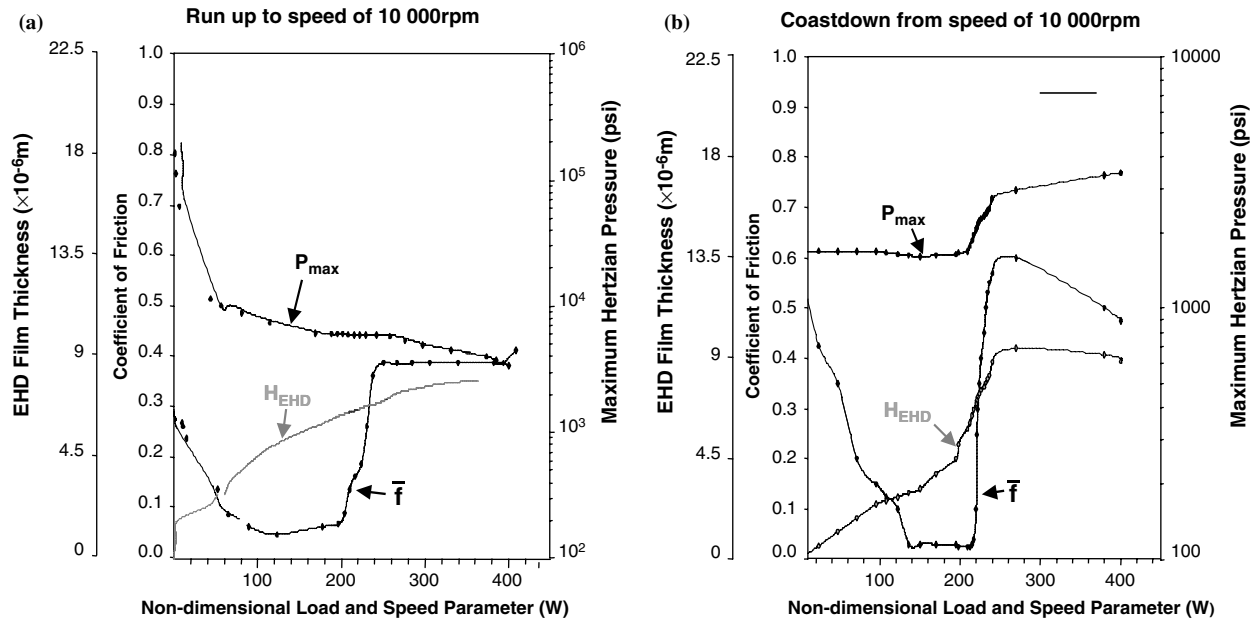 (a)
Run up to speed of 10 000rpm
EHD Film Thickness (×10⁻⁶m)
22.5
18
13.5
9
4.5
0
Coefficient of Friction
1.0
0.9
0.8
0.7
0.6
0.5
0.4
0.3
0.2
0.1
0.0
P_max
H_EHD
f̄
10⁶
10⁵
10⁴
10³
10²
Maximum Hertzian Pressure (psi)
100 200 300 400
Non-dimensional Load and Speed Parameter (W)
(b)
Coastdown from speed of 10 000rpm
EHD Film Thickness (×10⁻⁶m)
22.5
18
13.5
9
4.5
0
Coefficient of Friction
1.0
0.9
0.8
0.7
0.6
0.5
0.4
0.3
0.2
0.1
0.0
P_max
H_EHD
f̄
10000
1000
100
Maximum Hertzian Pressure (psi)
100 200 300 400
Non-dimensional Load and Speed Parameter (W)